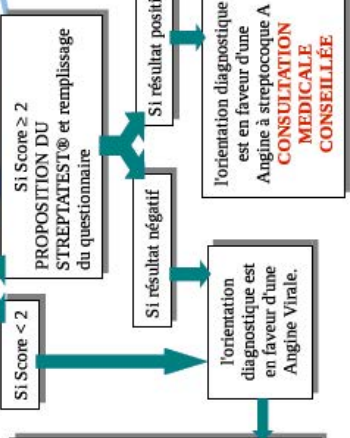 Si Score ≥ 2
PROPOSITION DU
STREPTATEST® et remplissage
du questionnaire
Si Score < 2
Si résultat positi
Si résultat négatif
l'orientation diagnostique
est en faveur d'une
Angine à streptocoque A
CONSULTATION
MEDICALE
CONSEILLÉE
l'orientation
diagnostique est
en faveur d'une
Angine Virale.